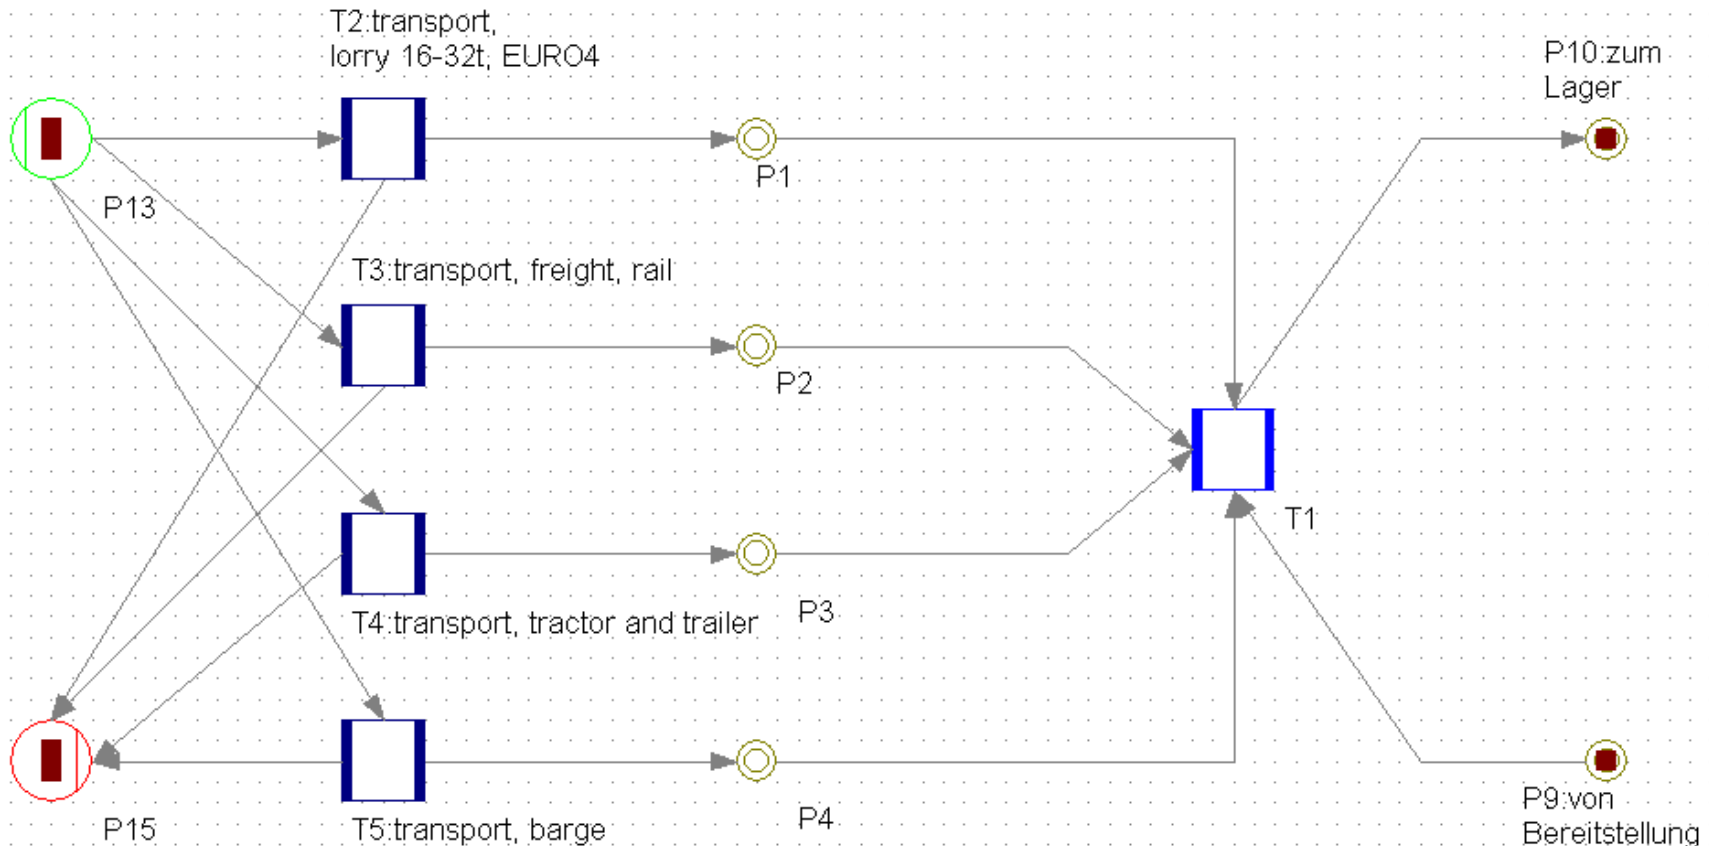 T2:transport,
lorry 16-32t, EURO4
P10:zum
Lager
P1
P13
T3:transport, freight, rail
P2
T1
T4:transport, tractor and trailer
P3
P15
T5:transport, barge
P4
P9:von
Bereitstellung